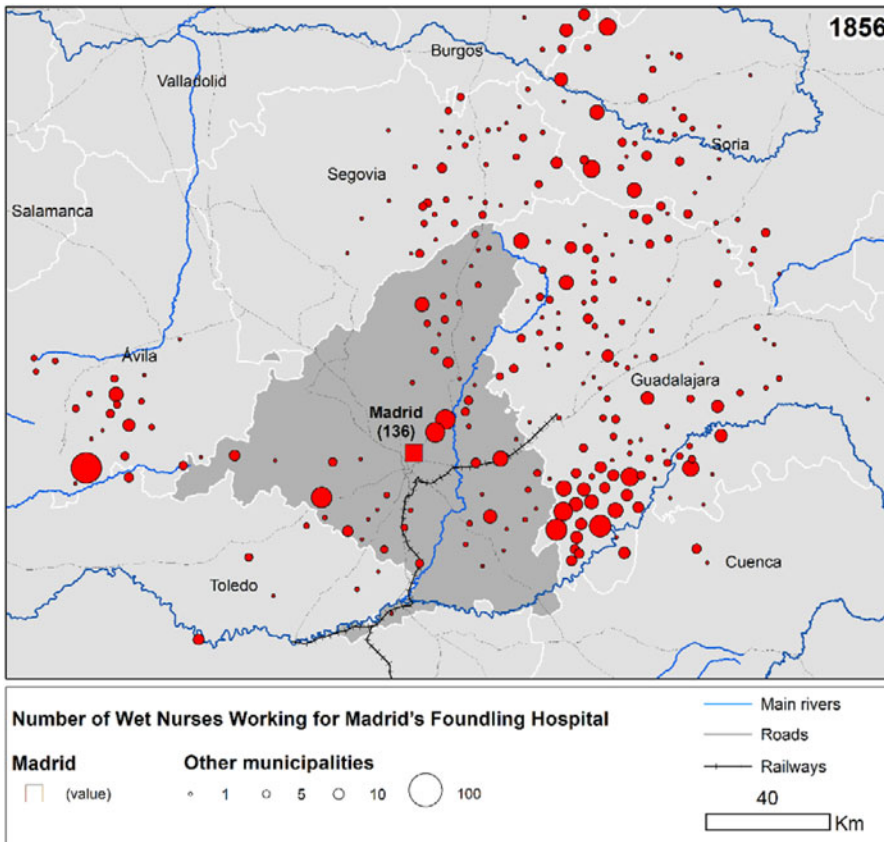 1856
Burgos
Valladolid
Soria
Segovia
Salamanca
Ávila
Guadalajara
Madrid
(136)
Cuenca
Toledo
Number of Wet Nurses Working for Madrid's Foundling Hospital
Madrid
(value)
Other municipalities
1 5 10 100
Main rivers
Roads
Railways
40
Km